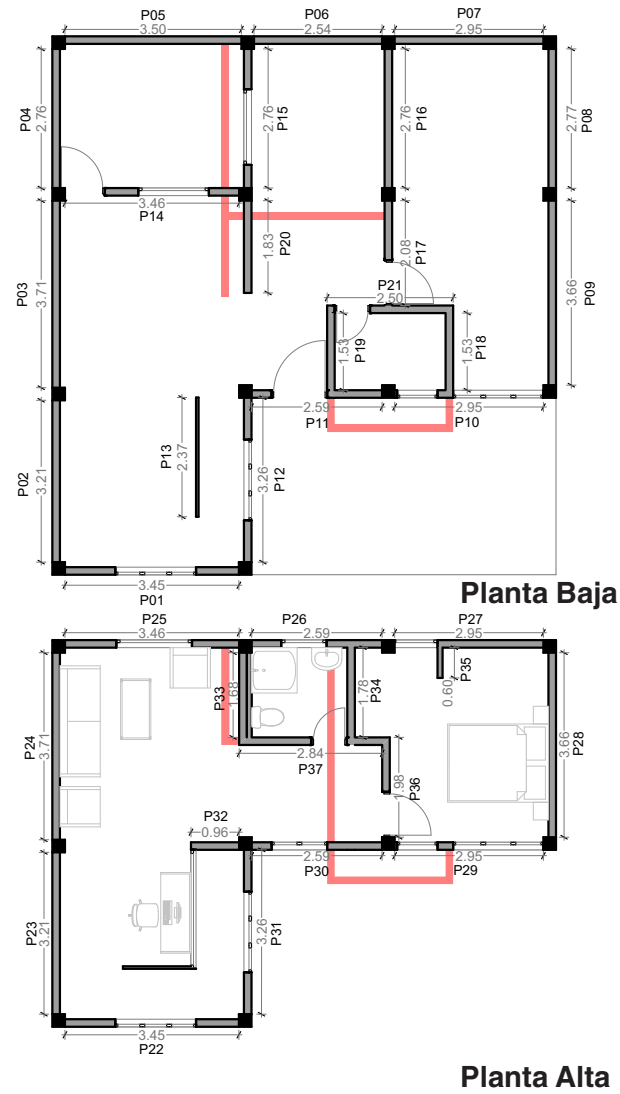 P05 P06 P07
3.50 2.54 2.95
P04 2.76 2.76 P15 2.76 P16 2.77 P08
3.46
P14
P03 3.71 1.83 P20 2.08 P17 3.66 P09
P21
2.50
1.53 P19 1.53 P18
2.59 2.95
P11 P10
P02 3.21 P13 2.37 3.26 P12
3.45
P01
Planta Baja
P25 P26 P27
3.46 2.59 2.95
P24 3.71 P33 1.68 1.78 P34 0.60 P35 3.66 P28
2.84
P37
1.98 P36
P32
0.96
2.59 2.95
P30 P29
P23 3.21 3.26 P31
3.45
P22
Planta Alta